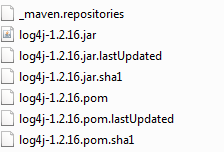 _maven.repositories
log4j-1.2.16.jar
log4j-1.2.16.jar.lastUpdated
log4j-1.2.16.jar.sha1
log4j-1.2.16.pom
log4j-1.2.16.pom.lastUpdated
log4j-1.2.16.pom.sha1